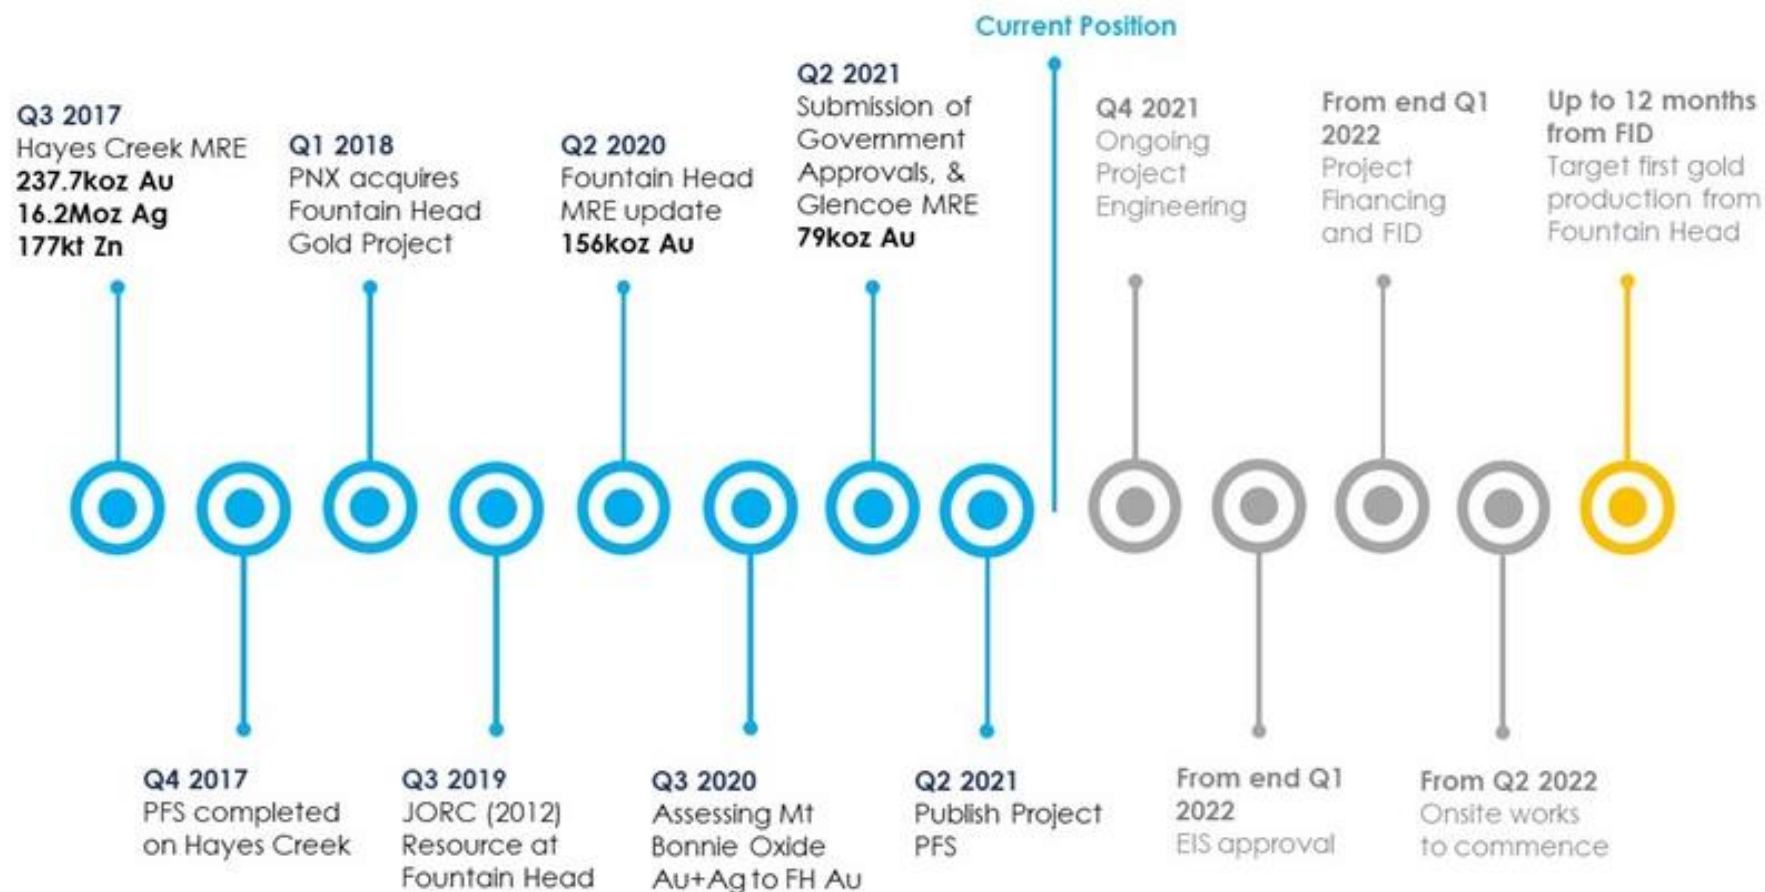 Current Position
Q3 2017
Hayes Creek MRE
237.7koz Au
16.2Moz Ag
177kt Zn
Q1 2018
PNX acquires
Fountain Head
Gold Project
Q2 2020
Fountain Head
MRE update
156koz Au
Q2 2021
Submission of
Government
Approvals, &
Glencoe MRE
79koz Au
Q4 2021
Ongoing
Project
Engineering
From end Q1
2022
Project
Financing
and FID
Up to 12 months
from FID
Target first gold
production from
Fountain Head
Q4 2017
PFS completed
on Hayes Creek
Q3 2019
JORC (2012)
Resource at
Fountain Head
Q3 2020
Assessing Mt
Bonnie Oxide
Au+Ag to FH Au
Q2 2021
Publish Project
PFS
From end Q1
2022
EIS approval
From Q2 2022
Onsite works
to commence